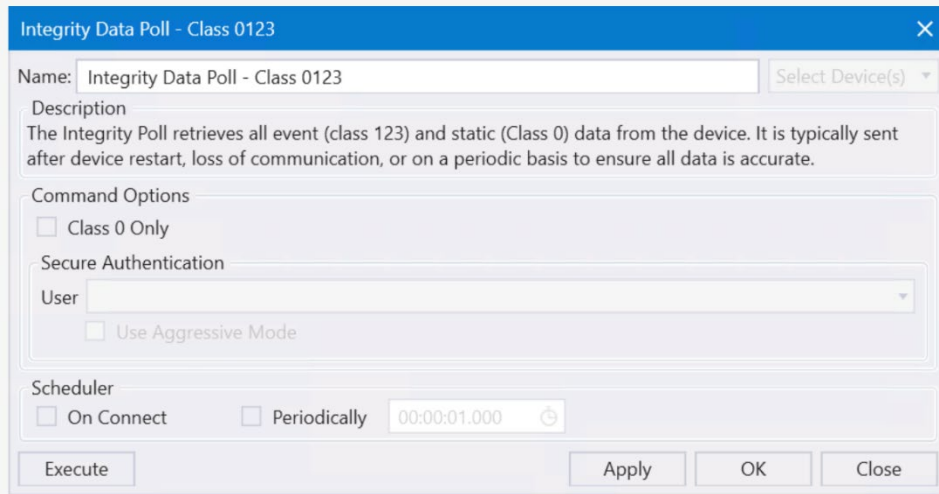 Integrity Data Poll - Class 0123
Name: Integrity Data Poll - Class 0123 Select Device(s)
Description
The Integrity Poll retrieves all event (class 123) and static (Class 0) data from the device. It is typically sent
after device restart, loss of communication, or on a periodic basis to ensure all data is accurate.
Command Options
Class 0 Only
Secure Authentication
User
Use Aggressive Mode
Scheduler
On Connect Periodically 00:00:01.000
Execute Apply OK Close